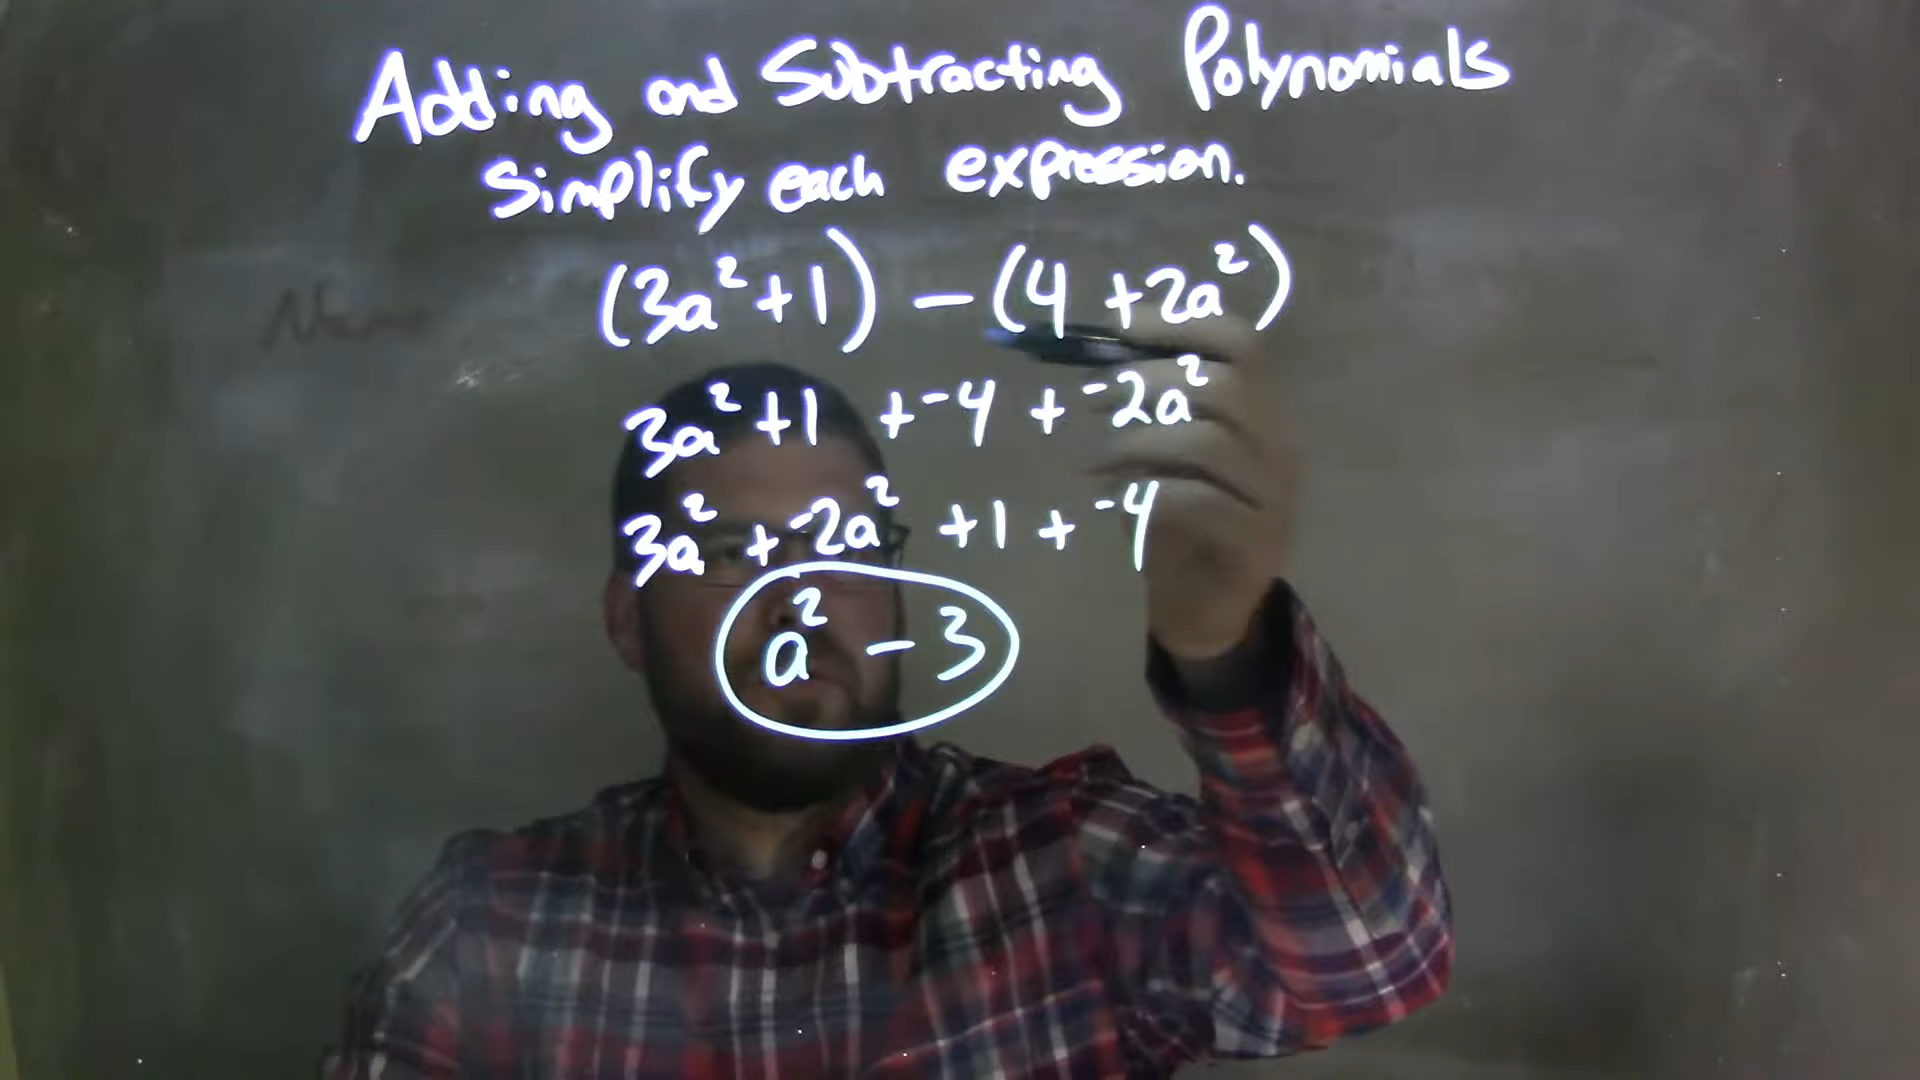 Adding and Subtracting Polynomials
Simplify each expression.
(3a²+1) - (4+2a²)
3a²+1 + ⁻4 + ⁻2a²
3a² + ⁻2a² +1 + ⁻4
a² - 3